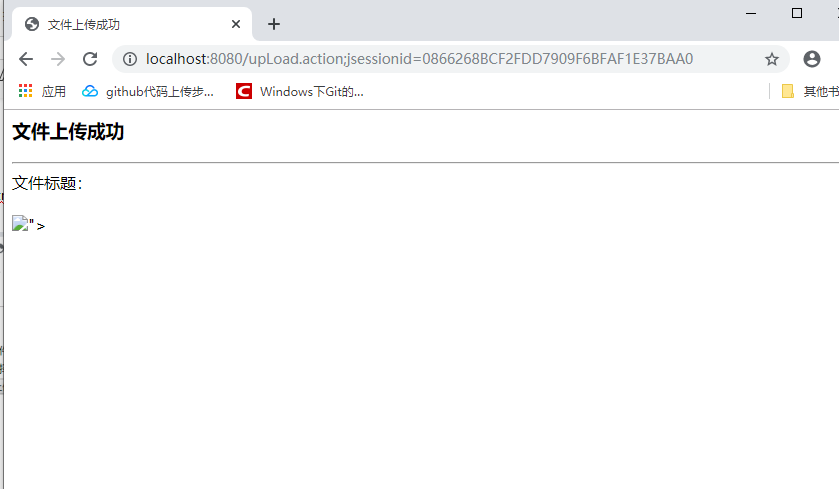 文件上传成功
localhost:8080/upLoad.action;jsessionid=0866268BCF2FDD7909F6BFAF1E37BAA0
应用 github代码上传步... Windows下Git的... 其他书
文件上传成功
文件标题：
">